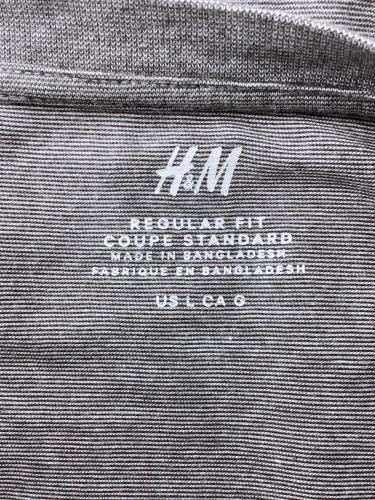 H&M
REGULAR FIT
COUPE STANDARD
MADE IN BANGLADESH
FABRIQUE EN BANGLADESH
US L CA G